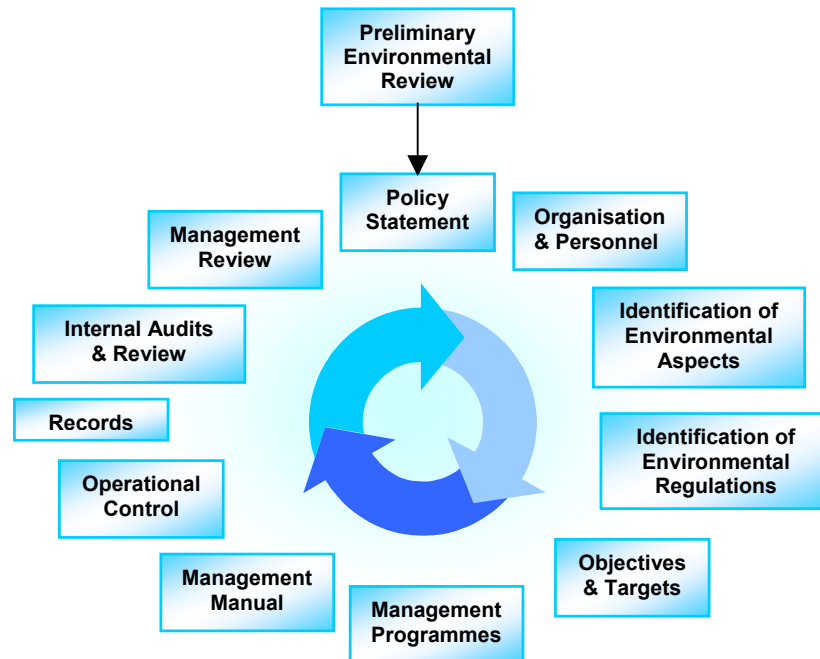 Preliminary
Environmental
Review
Policy
Statement
Organisation
& Personnel
Identification of
Environmental
Aspects
Identification of
Environmental
Regulations
Objectives
& Targets
Management
Programmes
Management
Manual
Operational
Control
Records
Internal Audits
& Review
Management
Review